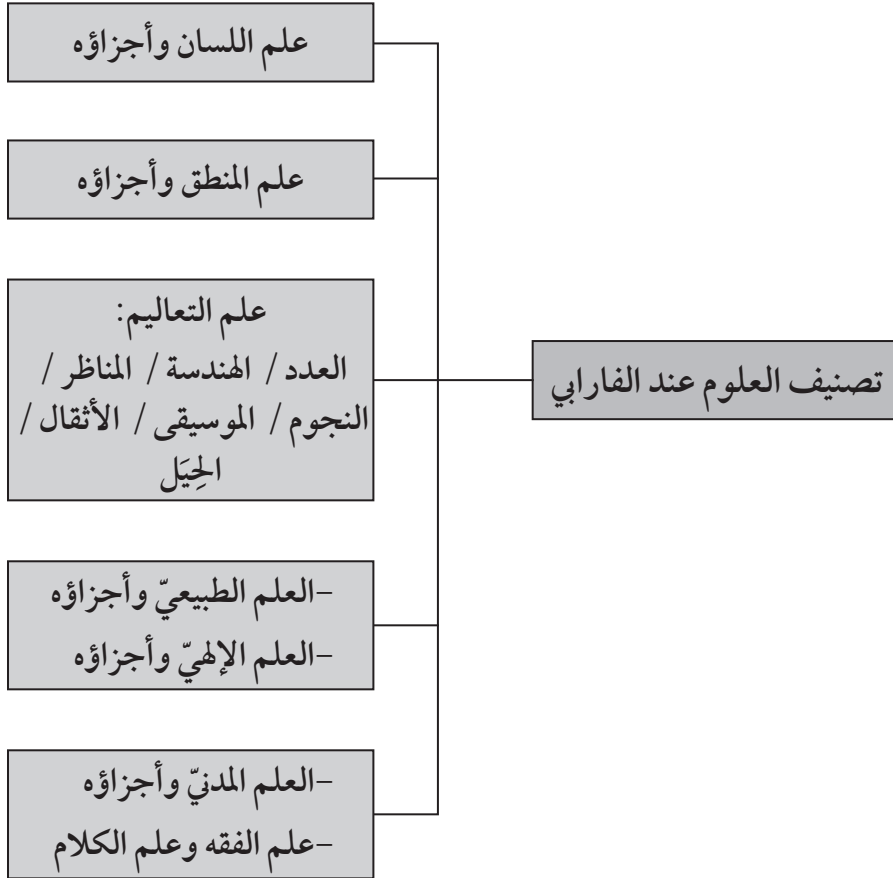 تصنيف العلوم عند الفارابي
علم اللسان وأجزاؤه
علم المنطق وأجزاؤه
علم التعاليم:
العدد / الهندسة / المناظر /
النجوم / الموسيقى / الأثقال /
الحِيَل
–العلم الطبيعيّ وأجزاؤه
–العلم الإلهيّ وأجزاؤه
–العلم المدنيّ وأجزاؤه
–علم الفقه وعلم الكلام